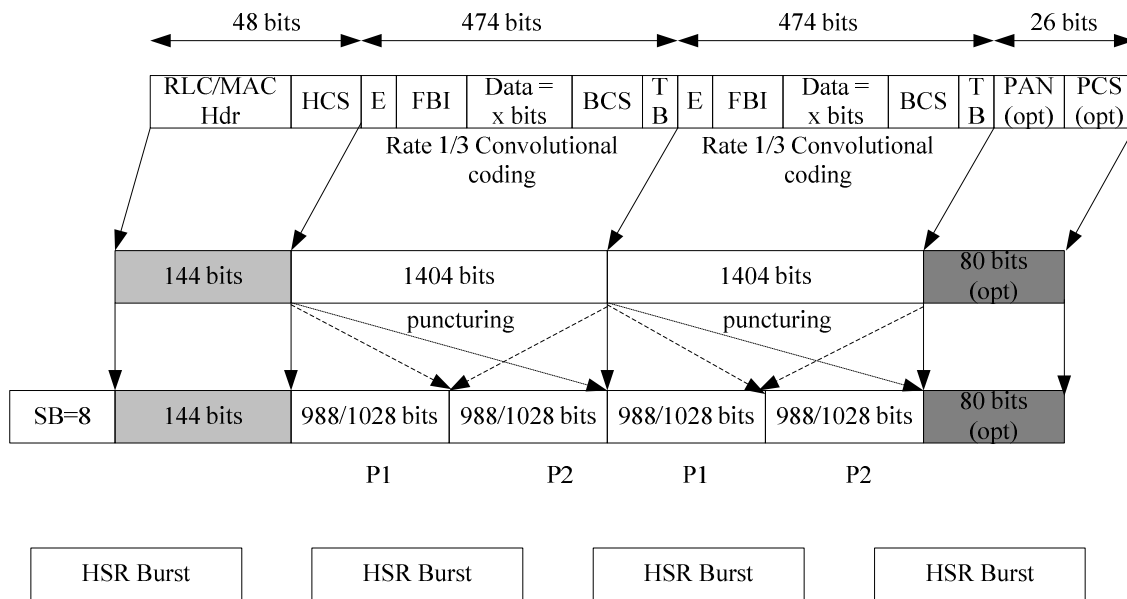 48 bits 474 bits 474 bits 26 bits
RLC/MAC Hdr HCS E FBI Data = x bits BCS T B E FBI Data = x bits BCS T B PAN (opt) PCS (opt)
Rate 1/3 Convolutional coding Rate 1/3 Convolutional coding
144 bits 1404 bits 1404 bits 80 bits (opt)
puncturing puncturing
SB=8 144 bits 988/1028 bits 988/1028 bits 988/1028 bits 988/1028 bits 80 bits (opt)
P1 P2 P1 P2
HSR Burst HSR Burst HSR Burst HSR Burst